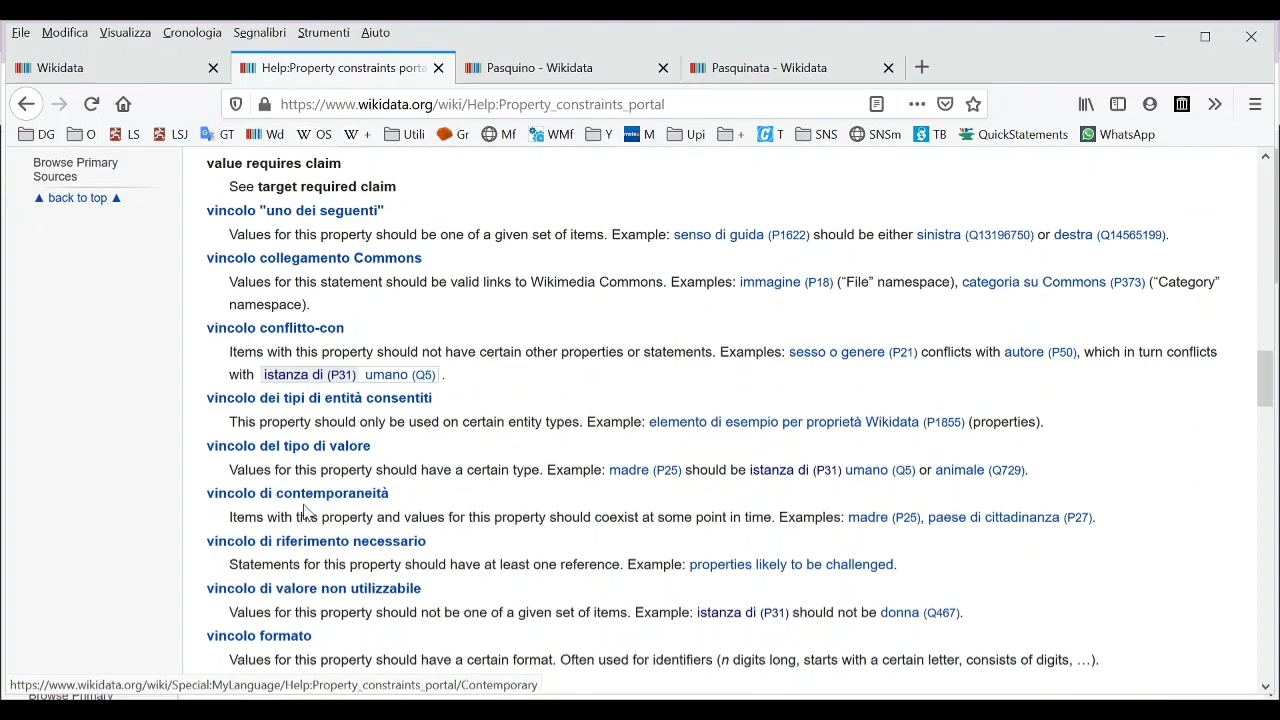 File Modifica Visualizza Cronologia Segnalibri Strumenti Aiuto
Wikidata Help:Property constraints porta Pasquino - Wikidata Pasquinata - Wikidata
https://www.wikidata.org/wiki/Help:Property_constraints_portal
DG O LS LSJ GT Wd OS + Utili Gr Mf WMf Y M Upi + T SNS SNSm TB QuickStatements WhatsApp
Browse Primary
Sources
▲ back to top ▲
value requires claim
See target required claim
vincolo "uno dei seguenti"
Values for this property should be one of a given set of items. Example: senso di guida (P1622) should be either sinistra (Q13196750) or destra (Q14565199).
vincolo collegamento Commons
Values for this statement should be valid links to Wikimedia Commons. Examples: immagine (P18) (“File” namespace), categoria su Commons (P373) (“Category”
namespace).
vincolo conflitto-con
Items with this property should not have certain other properties or statements. Examples: sesso o genere (P21) conflicts with autore (P50), which in turn conflicts
with istanza di (P31) umano (Q5) .
vincolo dei tipi di entità consentiti
This property should only be used on certain entity types. Example: elemento di esempio per proprietà Wikidata (P1855) (properties).
vincolo del tipo di valore
Values for this property should have a certain type. Example: madre (P25) should be istanza di (P31) umano (Q5) or animale (Q729).
vincolo di contemporaneità
Items with this property and values for this property should coexist at some point in time. Examples: madre (P25), paese di cittadinanza (P27).
vincolo di riferimento necessario
Statements for this property should have at least one reference. Example: properties likely to be challenged.
vincolo di valore non utilizzabile
Values for this property should not be one of a given set of items. Example: istanza di (P31) should not be donna (Q467).
vincolo formato
Values for this property should have a certain format. Often used for identifiers (n digits long, starts with a certain letter, consists of digits, …).
https://www.wikidata.org/wiki/Special:MyLanguage/Help:Property_constraints_portal/Contemporary
Browse Primary